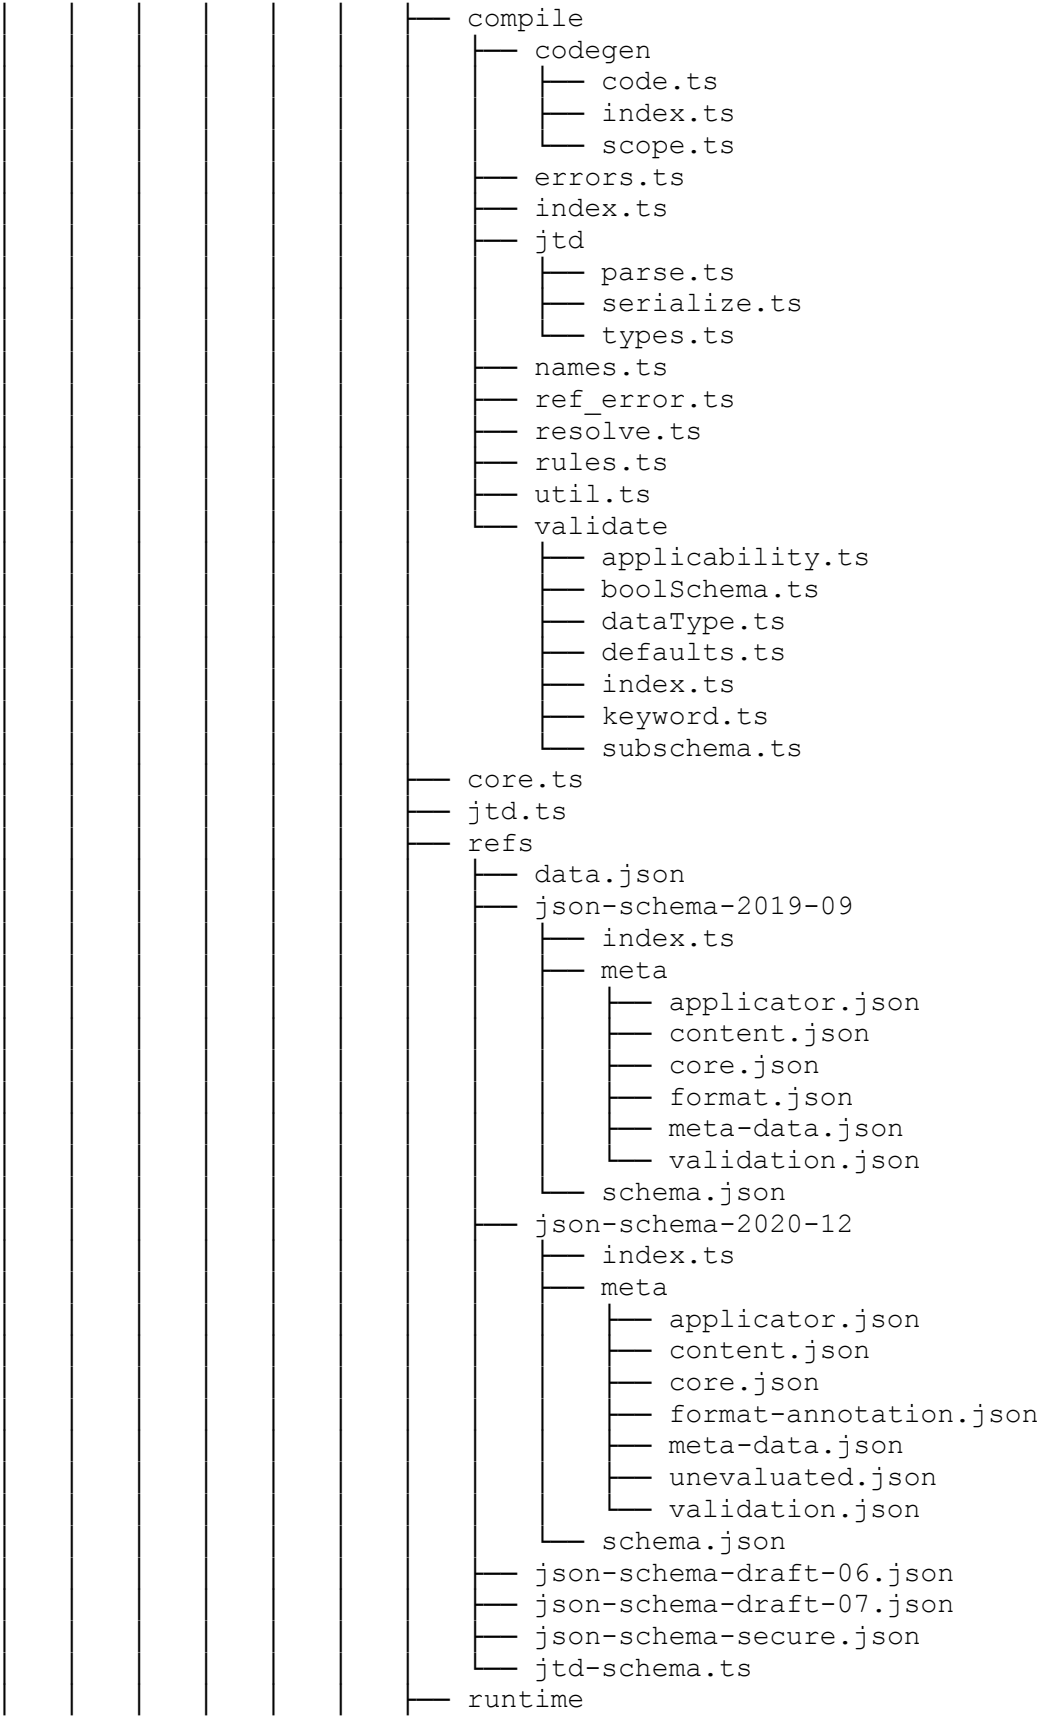 │   │   │   │   │   │   ├── compile
│   │   │   │   │   │   │   ├── codegen
│   │   │   │   │   │   │   │   ├── code.ts
│   │   │   │   │   │   │   │   ├── index.ts
│   │   │   │   │   │   │   │   └── scope.ts
│   │   │   │   │   │   │   ├── errors.ts
│   │   │   │   │   │   │   ├── index.ts
│   │   │   │   │   │   │   ├── jtd
│   │   │   │   │   │   │   │   ├── parse.ts
│   │   │   │   │   │   │   │   ├── serialize.ts
│   │   │   │   │   │   │   │   └── types.ts
│   │   │   │   │   │   │   ├── names.ts
│   │   │   │   │   │   │   ├── ref_error.ts
│   │   │   │   │   │   │   ├── resolve.ts
│   │   │   │   │   │   │   ├── rules.ts
│   │   │   │   │   │   │   ├── util.ts
│   │   │   │   │   │   │   └── validate
│   │   │   │   │   │   │       ├── applicability.ts
│   │   │   │   │   │   │       ├── boolSchema.ts
│   │   │   │   │   │   │       ├── dataType.ts
│   │   │   │   │   │   │       ├── defaults.ts
│   │   │   │   │   │   │       ├── index.ts
│   │   │   │   │   │   │       ├── keyword.ts
│   │   │   │   │   │   │       └── subschema.ts
│   │   │   │   │   │   ├── core.ts
│   │   │   │   │   │   ├── jtd.ts
│   │   │   │   │   │   ├── refs
│   │   │   │   │   │   │   ├── data.json
│   │   │   │   │   │   │   ├── json-schema-2019-09
│   │   │   │   │   │   │   │   ├── index.ts
│   │   │   │   │   │   │   │   ├── meta
│   │   │   │   │   │   │   │   │   ├── applicator.json
│   │   │   │   │   │   │   │   │   ├── content.json
│   │   │   │   │   │   │   │   │   ├── core.json
│   │   │   │   │   │   │   │   │   ├── format.json
│   │   │   │   │   │   │   │   │   ├── meta-data.json
│   │   │   │   │   │   │   │   │   └── validation.json
│   │   │   │   │   │   │   │   └── schema.json
│   │   │   │   │   │   │   ├── json-schema-2020-12
│   │   │   │   │   │   │   │   ├── index.ts
│   │   │   │   │   │   │   │   ├── meta
│   │   │   │   │   │   │   │   │   ├── applicator.json
│   │   │   │   │   │   │   │   │   ├── content.json
│   │   │   │   │   │   │   │   │   ├── core.json
│   │   │   │   │   │   │   │   │   ├── format-annotation.json
│   │   │   │   │   │   │   │   │   ├── meta-data.json
│   │   │   │   │   │   │   │   │   ├── unevaluated.json
│   │   │   │   │   │   │   │   │   └── validation.json
│   │   │   │   │   │   │   │   └── schema.json
│   │   │   │   │   │   │   ├── json-schema-draft-06.json
│   │   │   │   │   │   │   ├── json-schema-draft-07.json
│   │   │   │   │   │   │   ├── json-schema-secure.json
│   │   │   │   │   │   │   └── jtd-schema.ts
│   │   │   │   │   │   ├── runtime